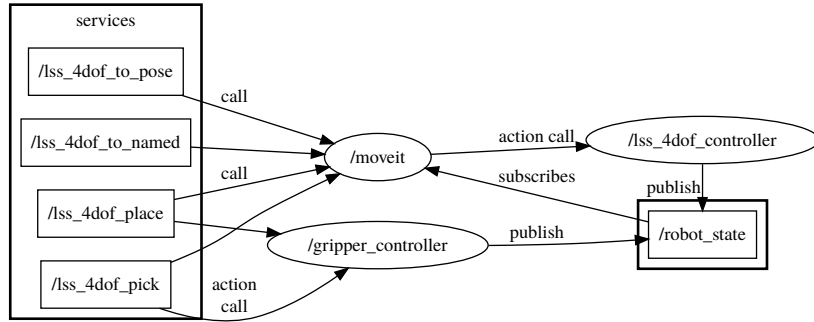 services
/lss_4dof_to_pose
call
/lss_4dof_to_named
/moveit
action call
/lss_4dof_controller
call
subscribes
publish
/lss_4dof_place
/gripper_controller
publish
/robot_state
/lss_4dof_pick
action
call